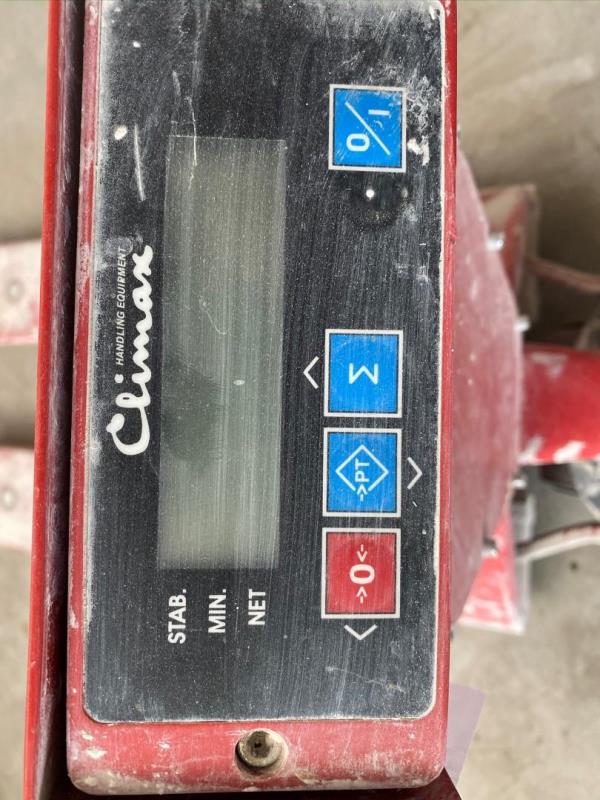 Climax
HANDLING EQUIPMENT
STAB.
MIN.
NET
→0←
→PT
Σ
0/I